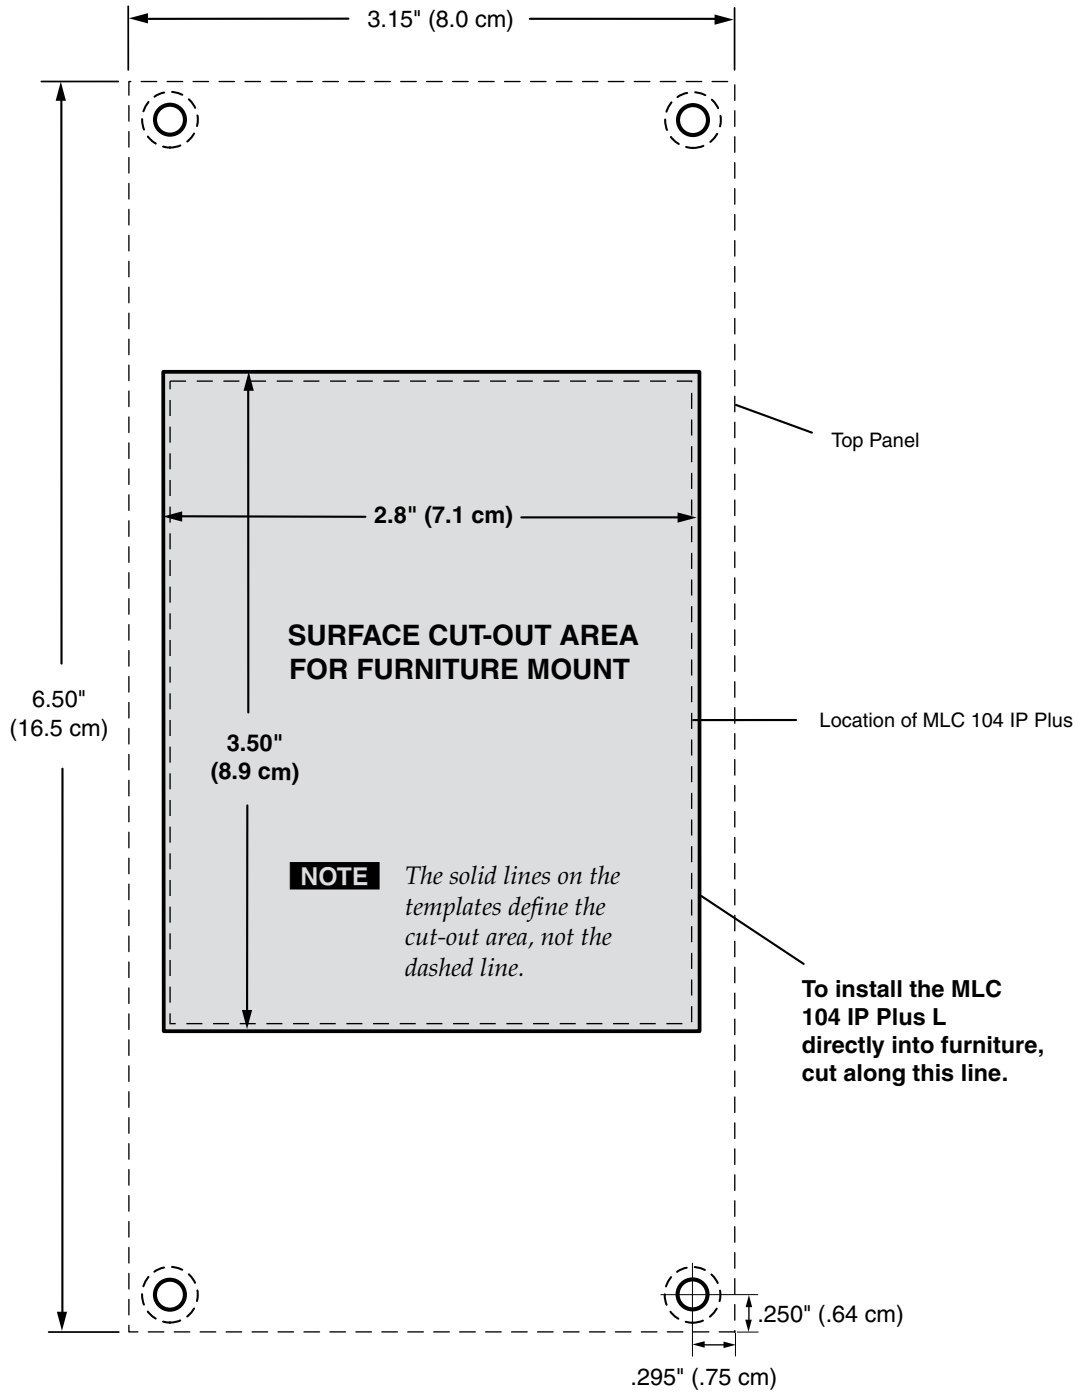 3.15" (8.0 cm)
Top Panel
2.8" (7.1 cm)
SURFACE CUT-OUT AREA
FOR FURNITURE MOUNT
6.50"
(16.5 cm)
Location of MLC 104 IP Plus
3.50"
(8.9 cm)
NOTE The solid lines on the
templates define the
cut-out area, not the
dashed line.
To install the MLC
104 IP Plus L
directly into furniture,
cut along this line.
.250" (.64 cm)
.295" (.75 cm)